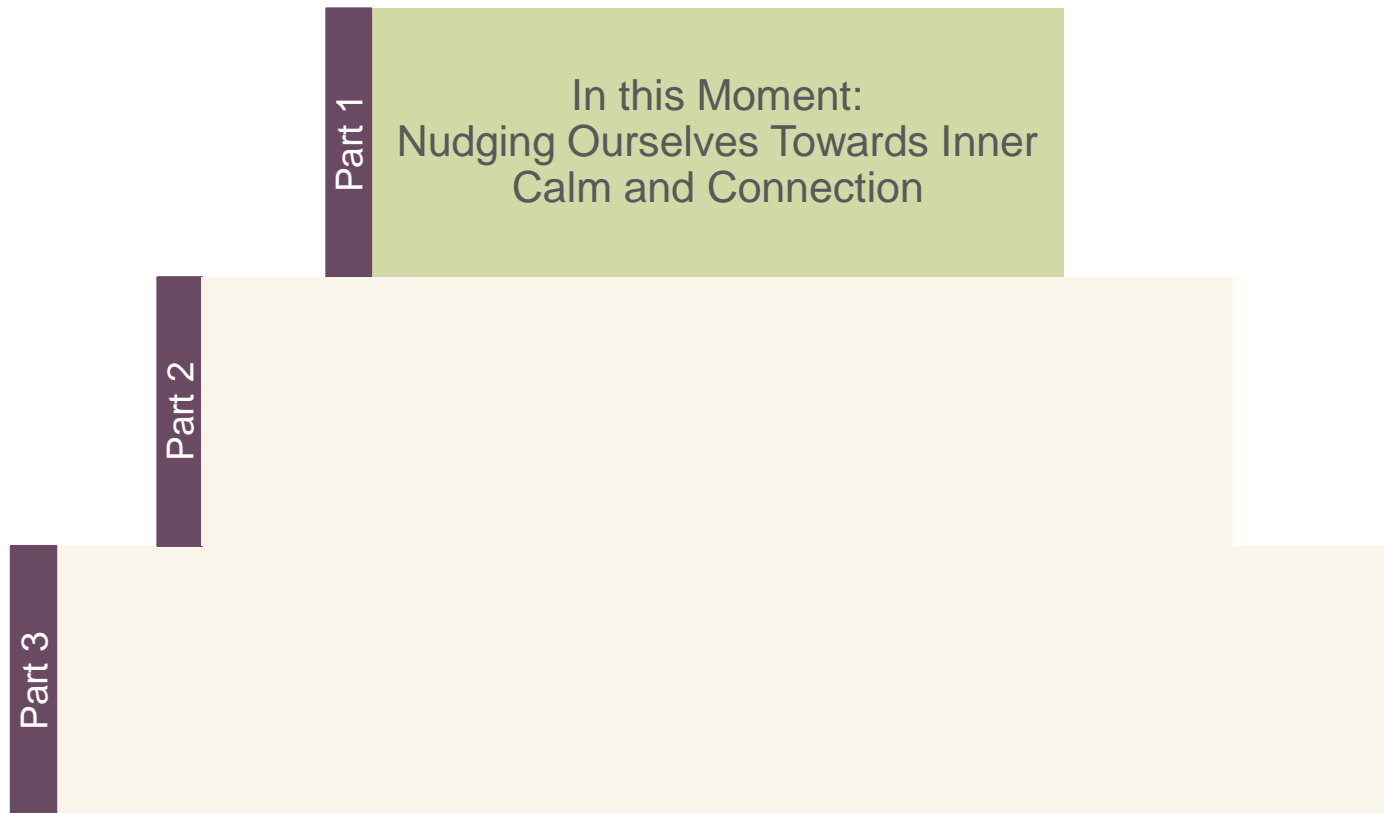 Part 1
In this Moment:
Nudging Ourselves Towards Inner
Calm and Connection
Part 2
Part 3